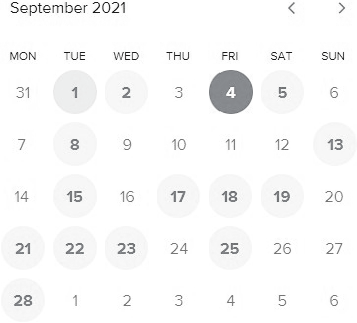 September 2021
MON TUE WED THU FRI SAT SUN
31 1 2 3 4 5 6
7 8 9 10 11 12 13
14 15 16 17 18 19 20
21 22 23 24 25 26 27
28 1 2 3 4 5 6